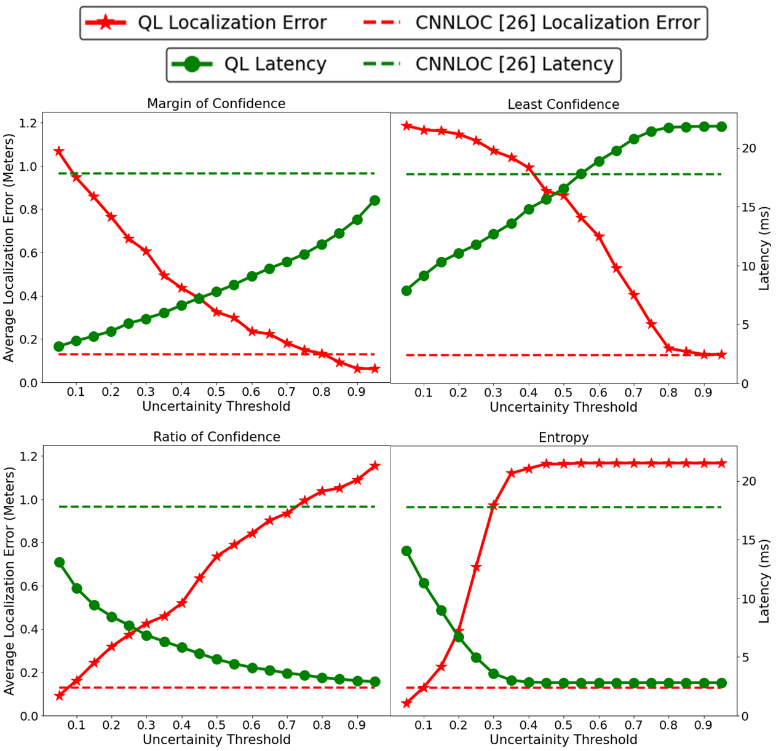 QL Localization Error CNNLOC [26] Localization Error
QL Latency CNNLOC [26] Latency
Margin of Confidence
Least Confidence
Average Localization Error (Meters)
1.2
1.0
0.8
0.6
0.4
0.2
0.0
0.1 0.2 0.3 0.4 0.5 0.6 0.7 0.8 0.9
Uncertainity Threshold
0.1 0.2 0.3 0.4 0.5 0.6 0.7 0.8 0.9
Uncertainity Threshold
20
15
10
5
0
Latency (ms)
Ratio of Confidence
Entropy
Average Localization Error (Meters)
1.2
1.0
0.8
0.6
0.4
0.2
0.0
0.1 0.2 0.3 0.4 0.5 0.6 0.7 0.8 0.9
Uncertainity Threshold
0.1 0.2 0.3 0.4 0.5 0.6 0.7 0.8 0.9
Uncertainity Threshold
20
15
10
5
0
Latency (ms)